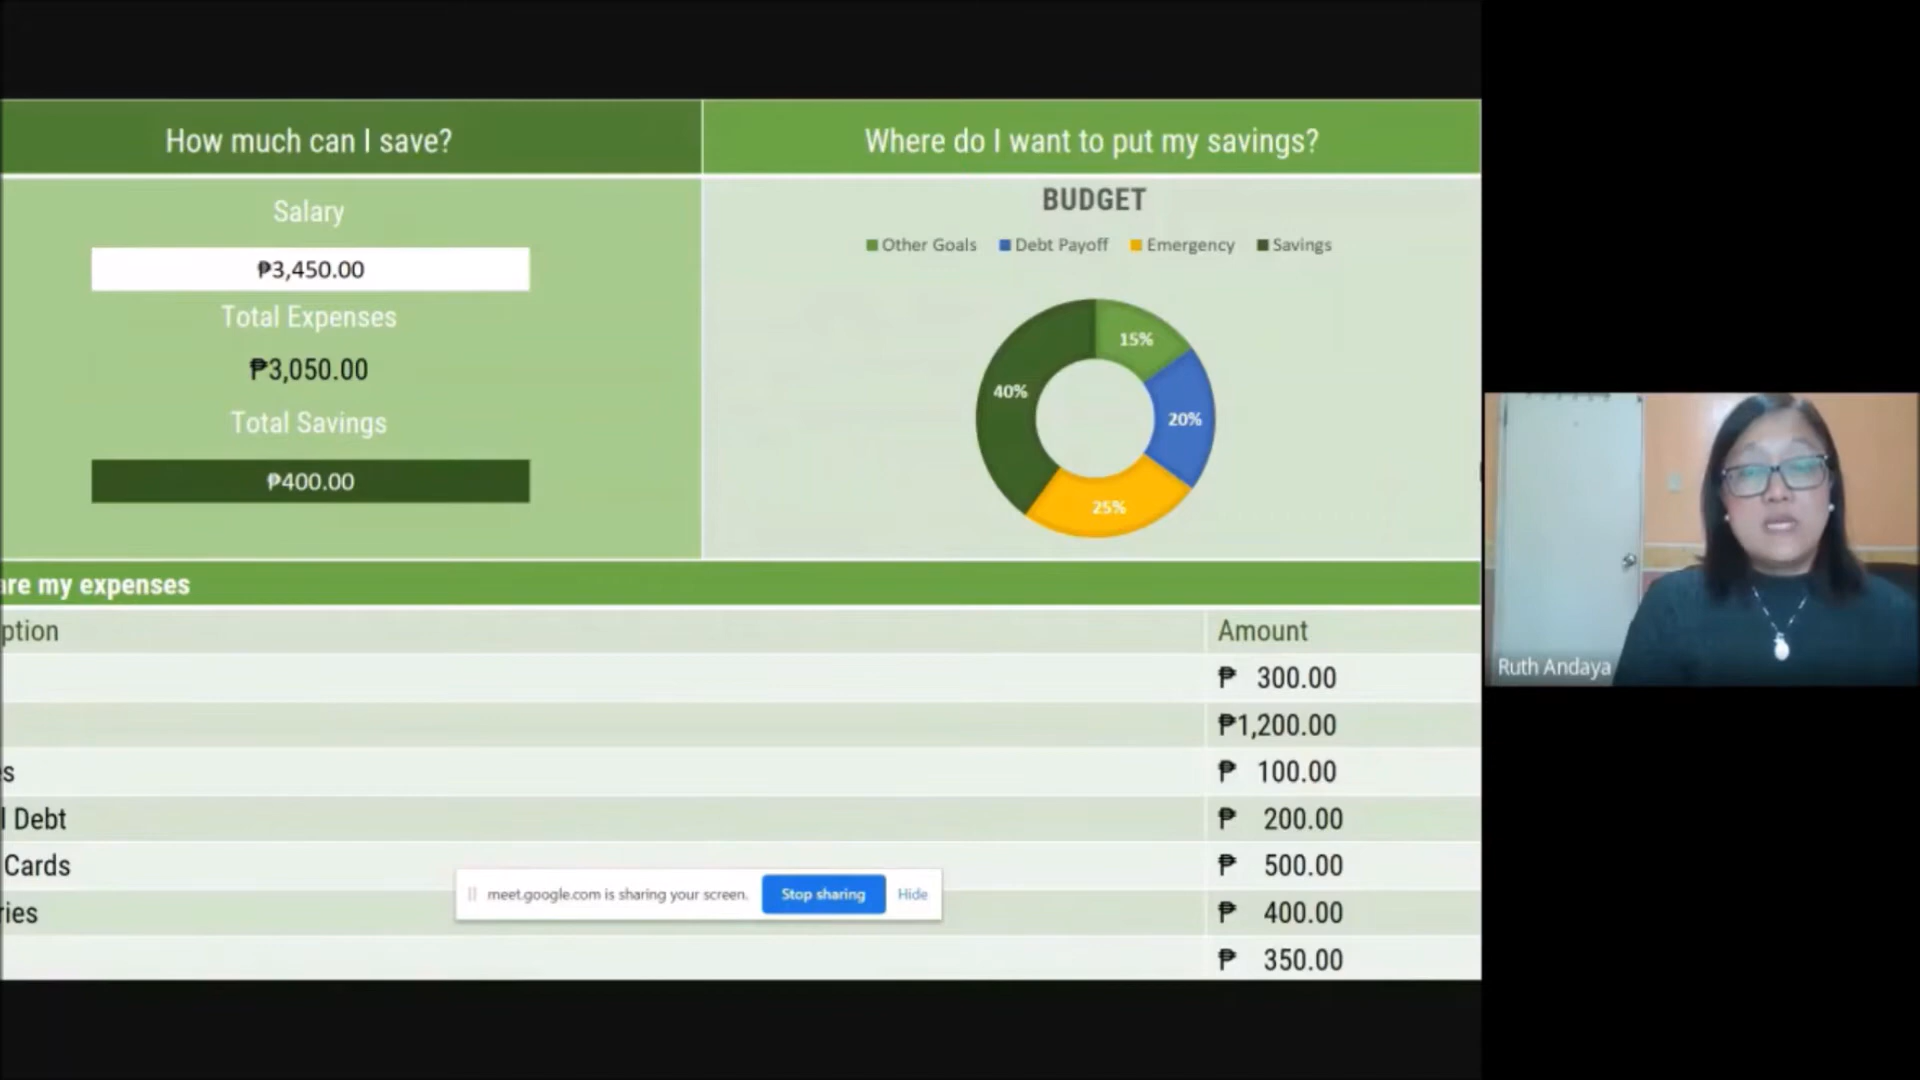 How much can I save?
Where do I want to put my savings?
Salary
₱3,450.00
Total Expenses
₱3,050.00
Total Savings
₱400.00
BUDGET
Other Goals Debt Payoff Emergency Savings
15%
20%
25%
40%
are my expenses
ption Amount
₱ 300.00
₱1,200.00
s ₱ 100.00
l Debt ₱ 200.00
Cards ₱ 500.00
ries ₱ 400.00
₱ 350.00
meet.google.com is sharing your screen. Stop sharing Hide
Ruth Andaya